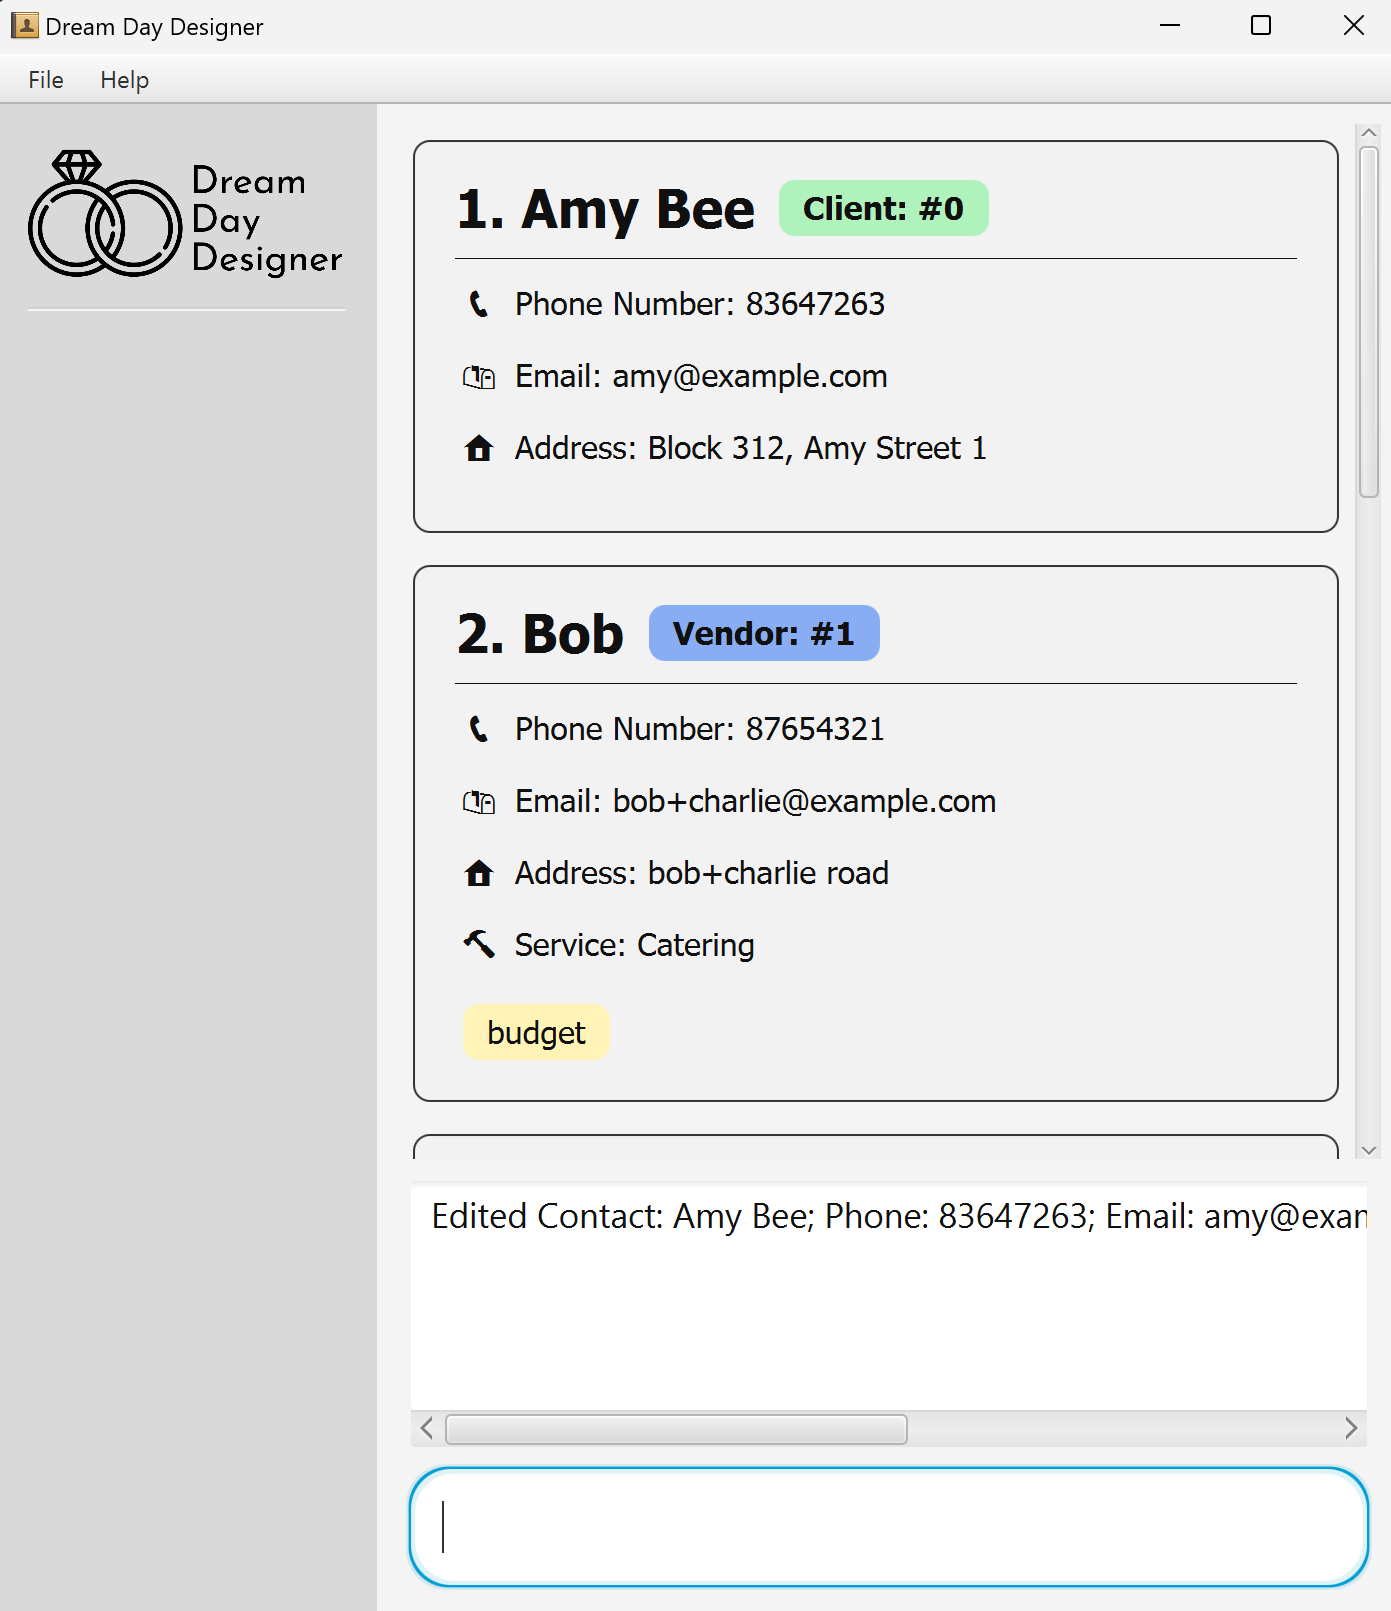 Dream Day Designer
File Help
Dream
Day
Designer
1. Amy Bee Client: #0
Phone Number: 83647263
Email: amy@example.com
Address: Block 312, Amy Street 1
2. Bob Vendor: #1
Phone Number: 87654321
Email: bob+charlie@example.com
Address: bob+charlie road
Service: Catering
budget
Edited Contact: Amy Bee; Phone: 83647263; Email: amy@exam